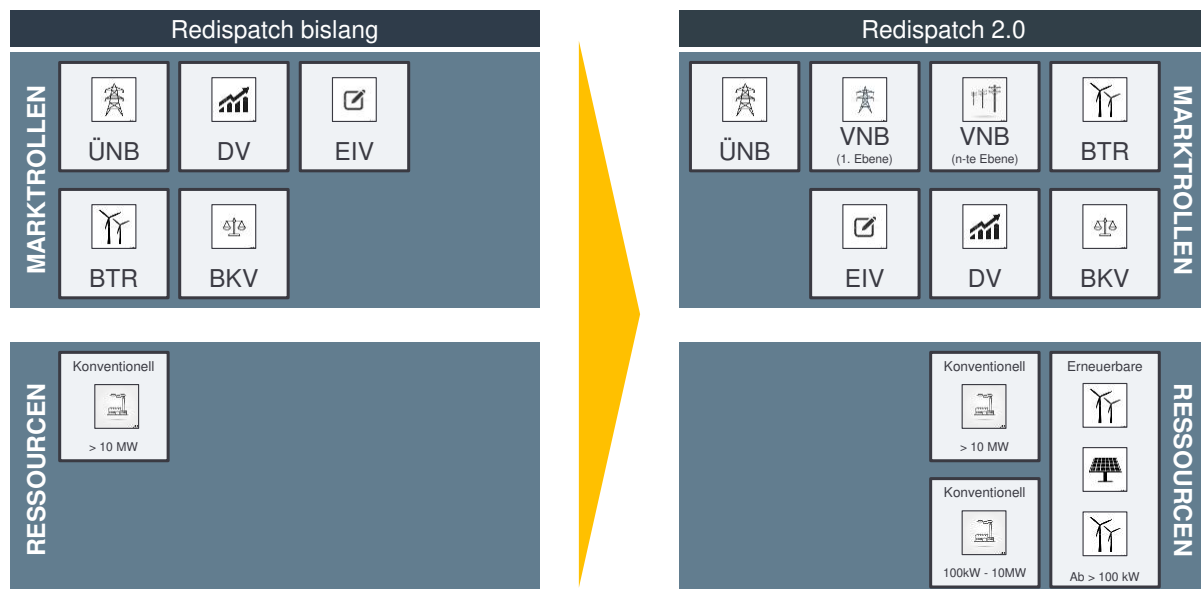 Redispatch bislang
MARKTROLLEN
ÜNB
DV
EIV
BTR
BKV
RESSOURCEN
Konventionell
> 10 MW
Redispatch 2.0
ÜNB
VNB
(1. Ebene)
VNB
(n-te Ebene)
BTR
EIV
DV
BKV
MARKTROLLEN
Konventionell
> 10 MW
Konventionell
100kW - 10MW
Erneuerbare
Ab > 100 kW
RESSOURCEN